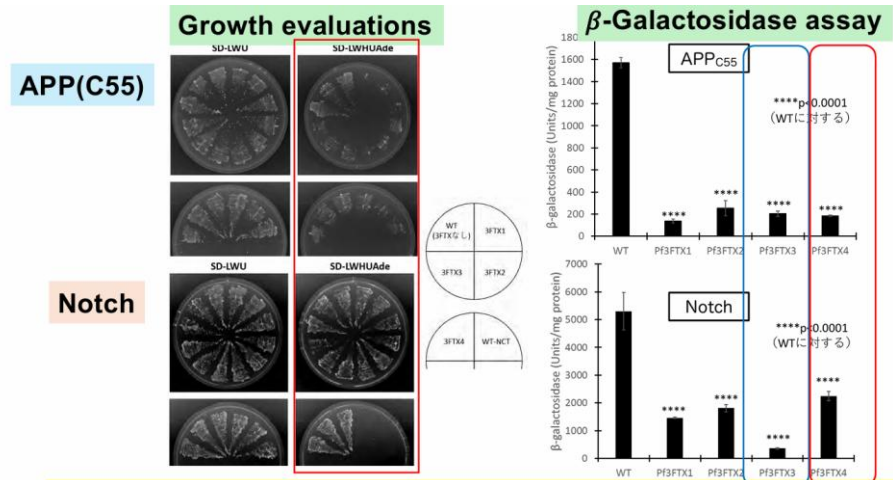 Growth evaluations
SD-LWU
SD-LWHUAde
APP(C55)
SD-LWU
SD-LWHUAde
Notch
WT
(3FTXなし)
3FTX1
3FTX3
3FTX2
3FTX4
WT-NCT
β-Galactosidase assay
β-galactosidase (Units/mg protein)
1800
1600
1400
1200
1000
800
600
400
200
0
APPC55
****p<0.0001
(WTに対する)
****
****
****
****
WT
Pf3FTX1
Pf3FTX2
Pf3FTX3
Pf3FTX4
β-galactosidase (Units/mg protein)
7000
6000
5000
4000
3000
2000
1000
0
Notch
****p<0.0001
(WTに対する)
****
****
****
****
WT
Pf3FTX1
Pf3FTX2
Pf3FTX3
Pf3FTX4